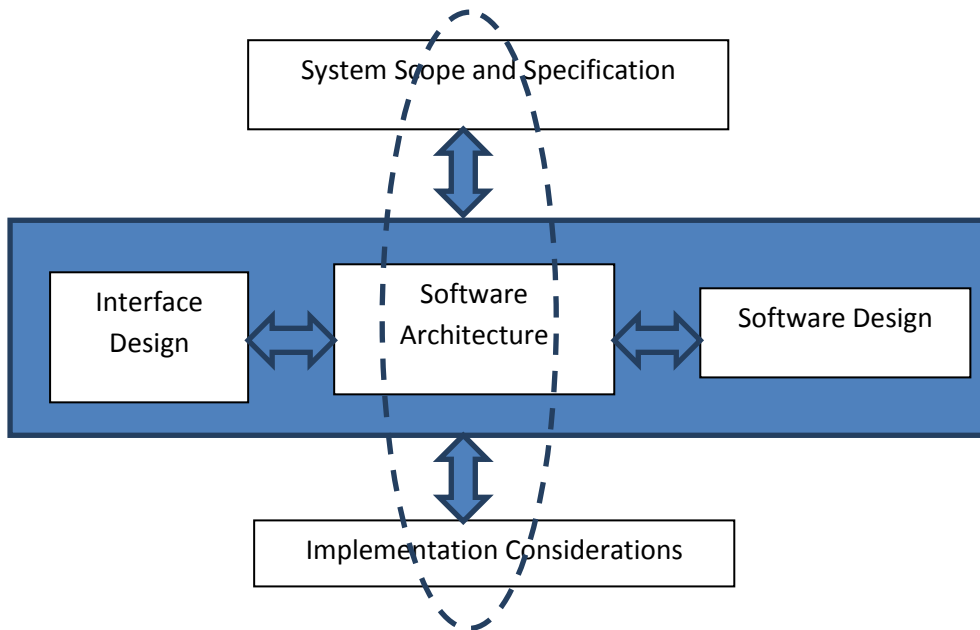 System Scope and Specification
Interface
Design
Software
Architecture
Software Design
Implementation Considerations